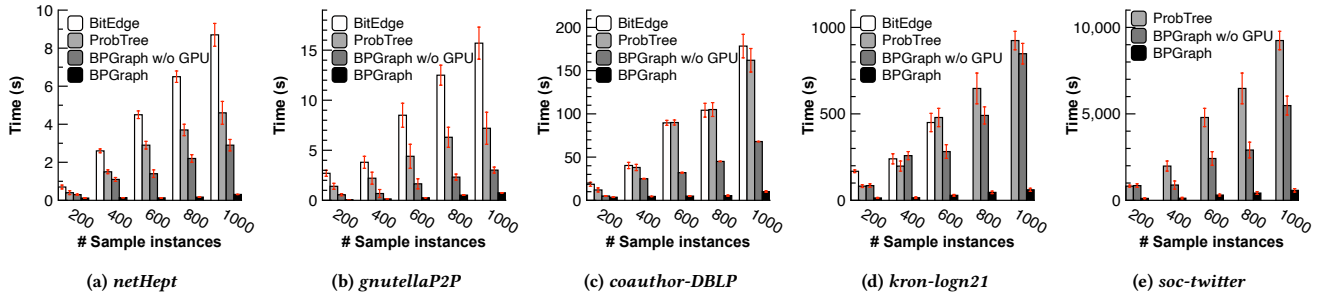 10
8
6
4
2
0
Time (s)
BitEdge
ProbTree
BPGraph w/o GPU
BPGraph
200
400
600
800
1000
# Sample instances
(a) netHept
15
10
5
0
Time (s)
BitEdge
ProbTree
BPGraph w/o GPU
BPGraph
200
400
600
800
1000
# Sample instances
(b) gnutellaP2P
200
150
100
50
0
Time (s)
BitEdge
ProbTree
BPGraph w/o GPU
BPGraph
200
400
600
800
1000
# Sample instances
(c) coauthor-DBLP
1000
500
0
Time (s)
BitEdge
ProbTree
BPGraph w/o GPU
BPGraph
200
400
600
800
1000
# Sample instances
(d) kron-logn21
10,000
5,000
0
Time (s)
ProbTree
BPGraph w/o GPU
BPGraph
200
400
600
800
1000
# Sample instances
(e) soc-twitter